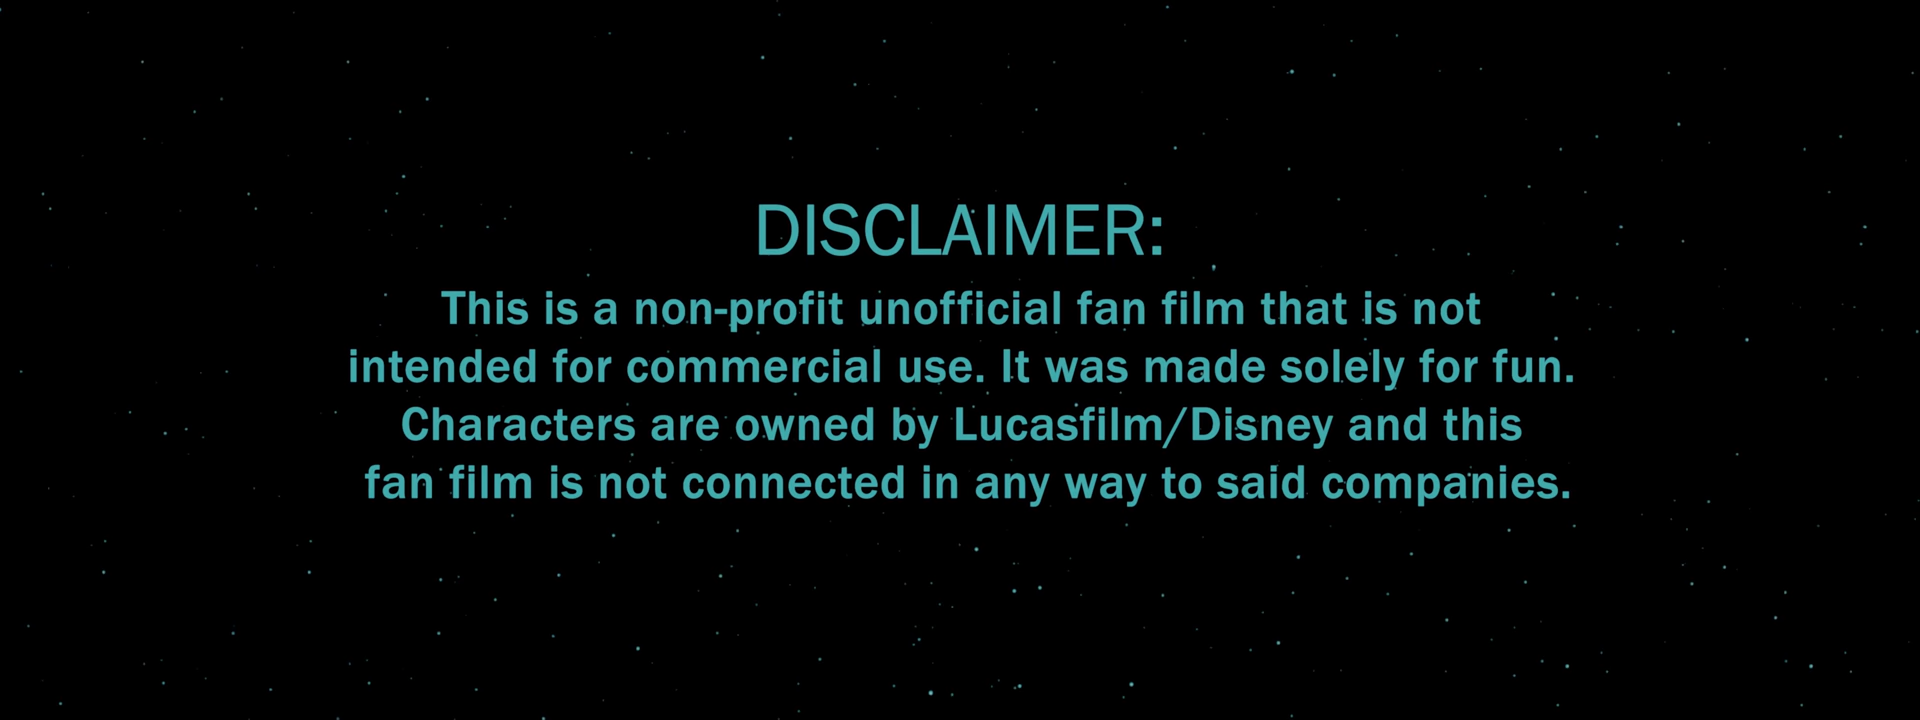 DISCLAIMER:
This is a non-profit unofficial fan film that is not
intended for commercial use. It was made solely for fun.
Characters are owned by Lucasfilm/Disney and this
fan film is not connected in any way to said companies.